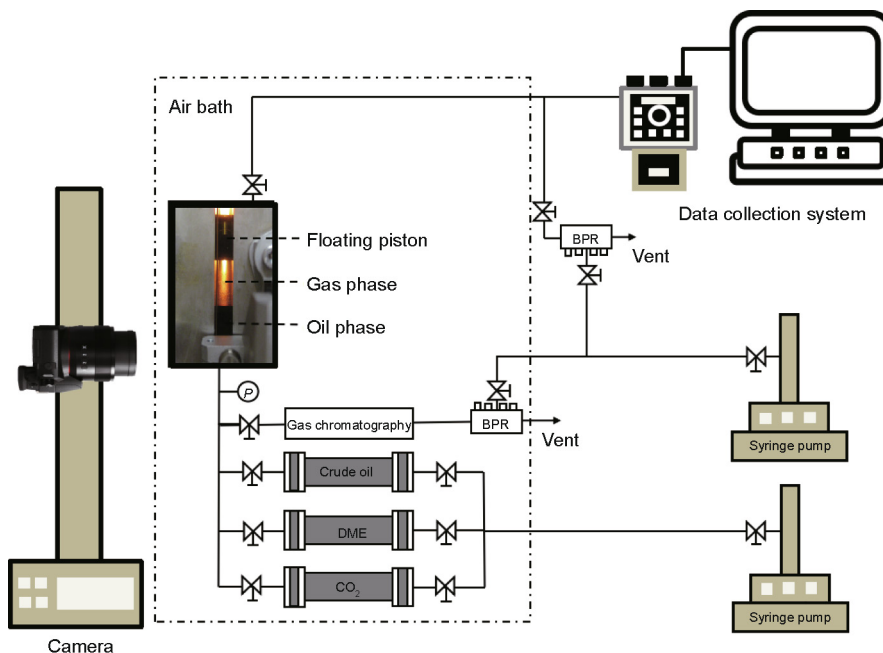 Air bath
Data collection system
Floating piston
BPR
Vent
Gas phase
Oil phase
P
Gas chromatography
BPR
Vent
Syringe pump
Crude oil
DME
CO₂
Syringe pump
Camera